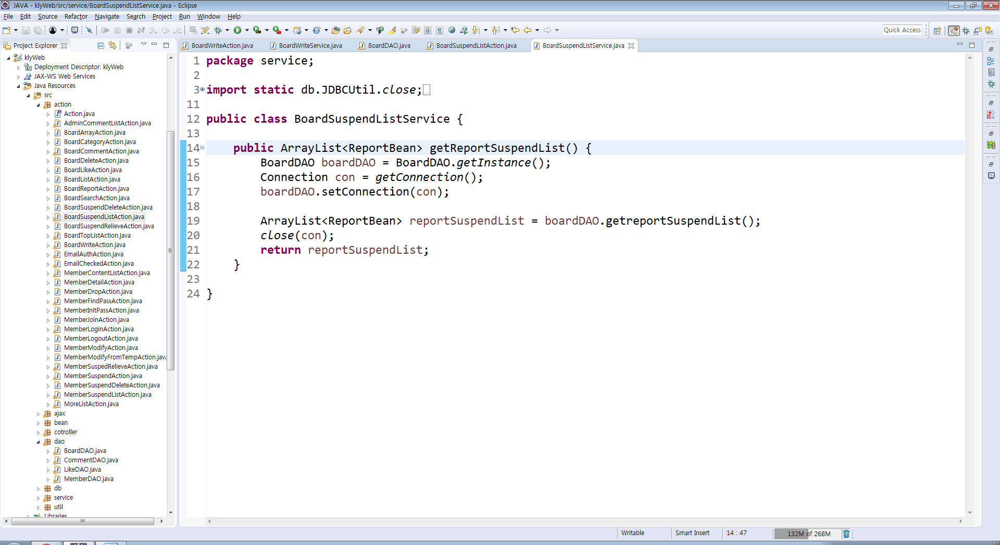 JAVA - klyWeb/src/service/BoardSuspendListService.java - Eclipse
File Edit Source Refactor Navigate Search Project Run Window Help
Quick Access
Project Explorer
klyWeb
Deployment Descriptor: klyWeb
JAX-WS Web Services
Java Resources
src
action
Action.java
AdminCommentListAction.java
BoardArrayAction.java
BoardCategoryAction.java
BoardCommentAction.java
BoardDeleteAction.java
BoardLikeAction.java
BoardListAction.java
BoardReportAction.java
BoardSearchAction.java
BoardSuspendDeleteAction.java
BoardSuspendListAction.java
BoardSuspendRelieveAction.java
BoardTopListAction.java
BoardWriteAction.java
EmailAuthAction.java
EmailCheckedAction.java
MemberContentListAction.java
MemberDetailAction.java
MemberDropAction.java
MemberFindPassAction.java
MemberInitPassAction.java
MemberJoinAction.java
MemberLoginAction.java
MemberLogoutAction.java
MemberModifyAction.java
MemberModifyFromTempAction.java
MemberSuspedRelieveAction.java
MemberSuspendAction.java
MemberSuspendDeleteAction.java
MemberSuspendListAction.java
MoreListAction.java
ajax
bean
cotroller
dao
BoardDAO.java
CommentDAO.java
LikeDAO.java
MemberDAO.java
db
service
util
Libraries
BoardWriteAction.java BoardWriteService.java BoardDAO.java BoardSuspendListAction.java BoardSuspendListService.java
1 package service;
2
3 import static db.JDBCUtil.close;
11
12 public class BoardSuspendListService {
13
14 public ArrayList<ReportBean> getReportSuspendList() {
15 BoardDAO boardDAO = BoardDAO.getInstance();
16 Connection con = getConnection();
17 boardDAO.setConnection(con);
18
19 ArrayList<ReportBean> reportSuspendList = boardDAO.getreportSuspendList();
20 close(con);
21 return reportSuspendList;
22 }
23
24 }
Writable Smart Insert 14 : 47 132M of 268M